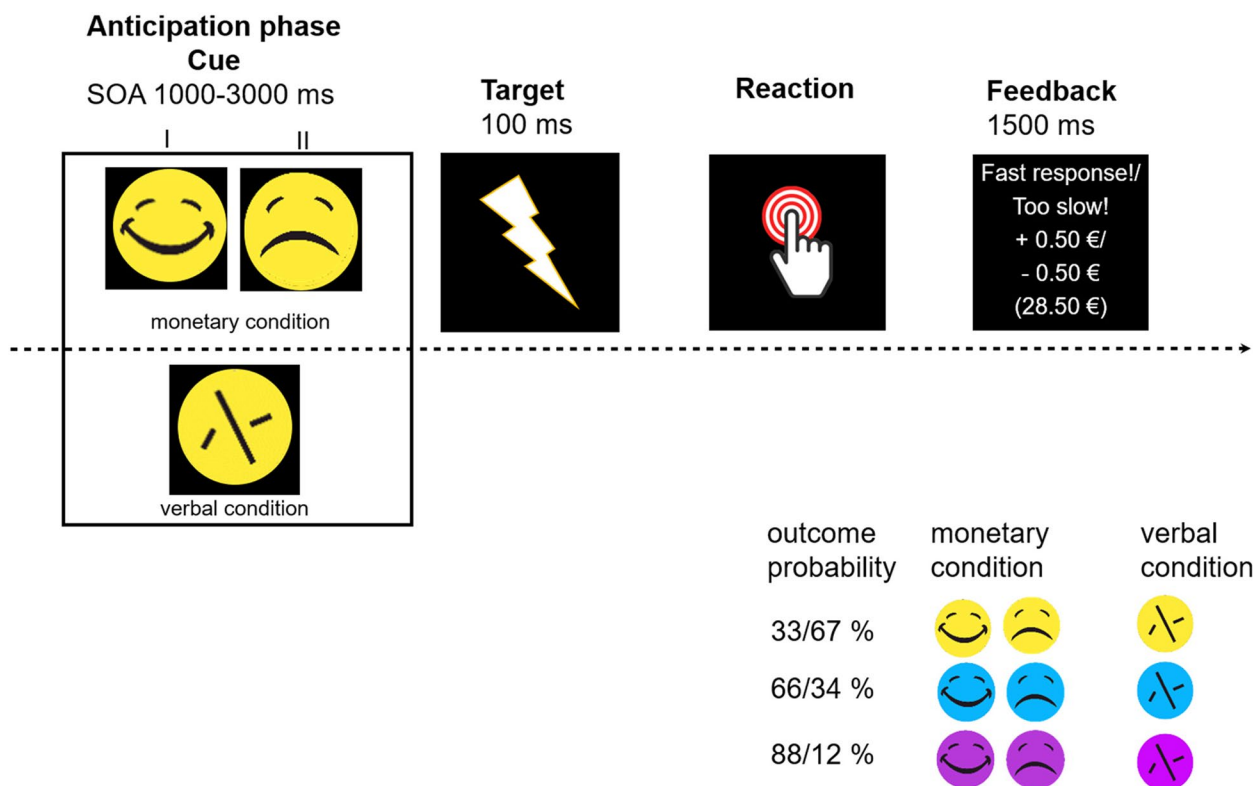 Anticipation phase
Cue
SOA 1000-3000 ms
I
II
monetary condition
verbal condition
Target
100 ms
Reaction
Feedback
1500 ms
Fast response!/
Too slow!
+ 0.50 €/
- 0.50 €
(28.50 €)
outcome probability
monetary condition
verbal condition
33/67 %
66/34 %
88/12 %